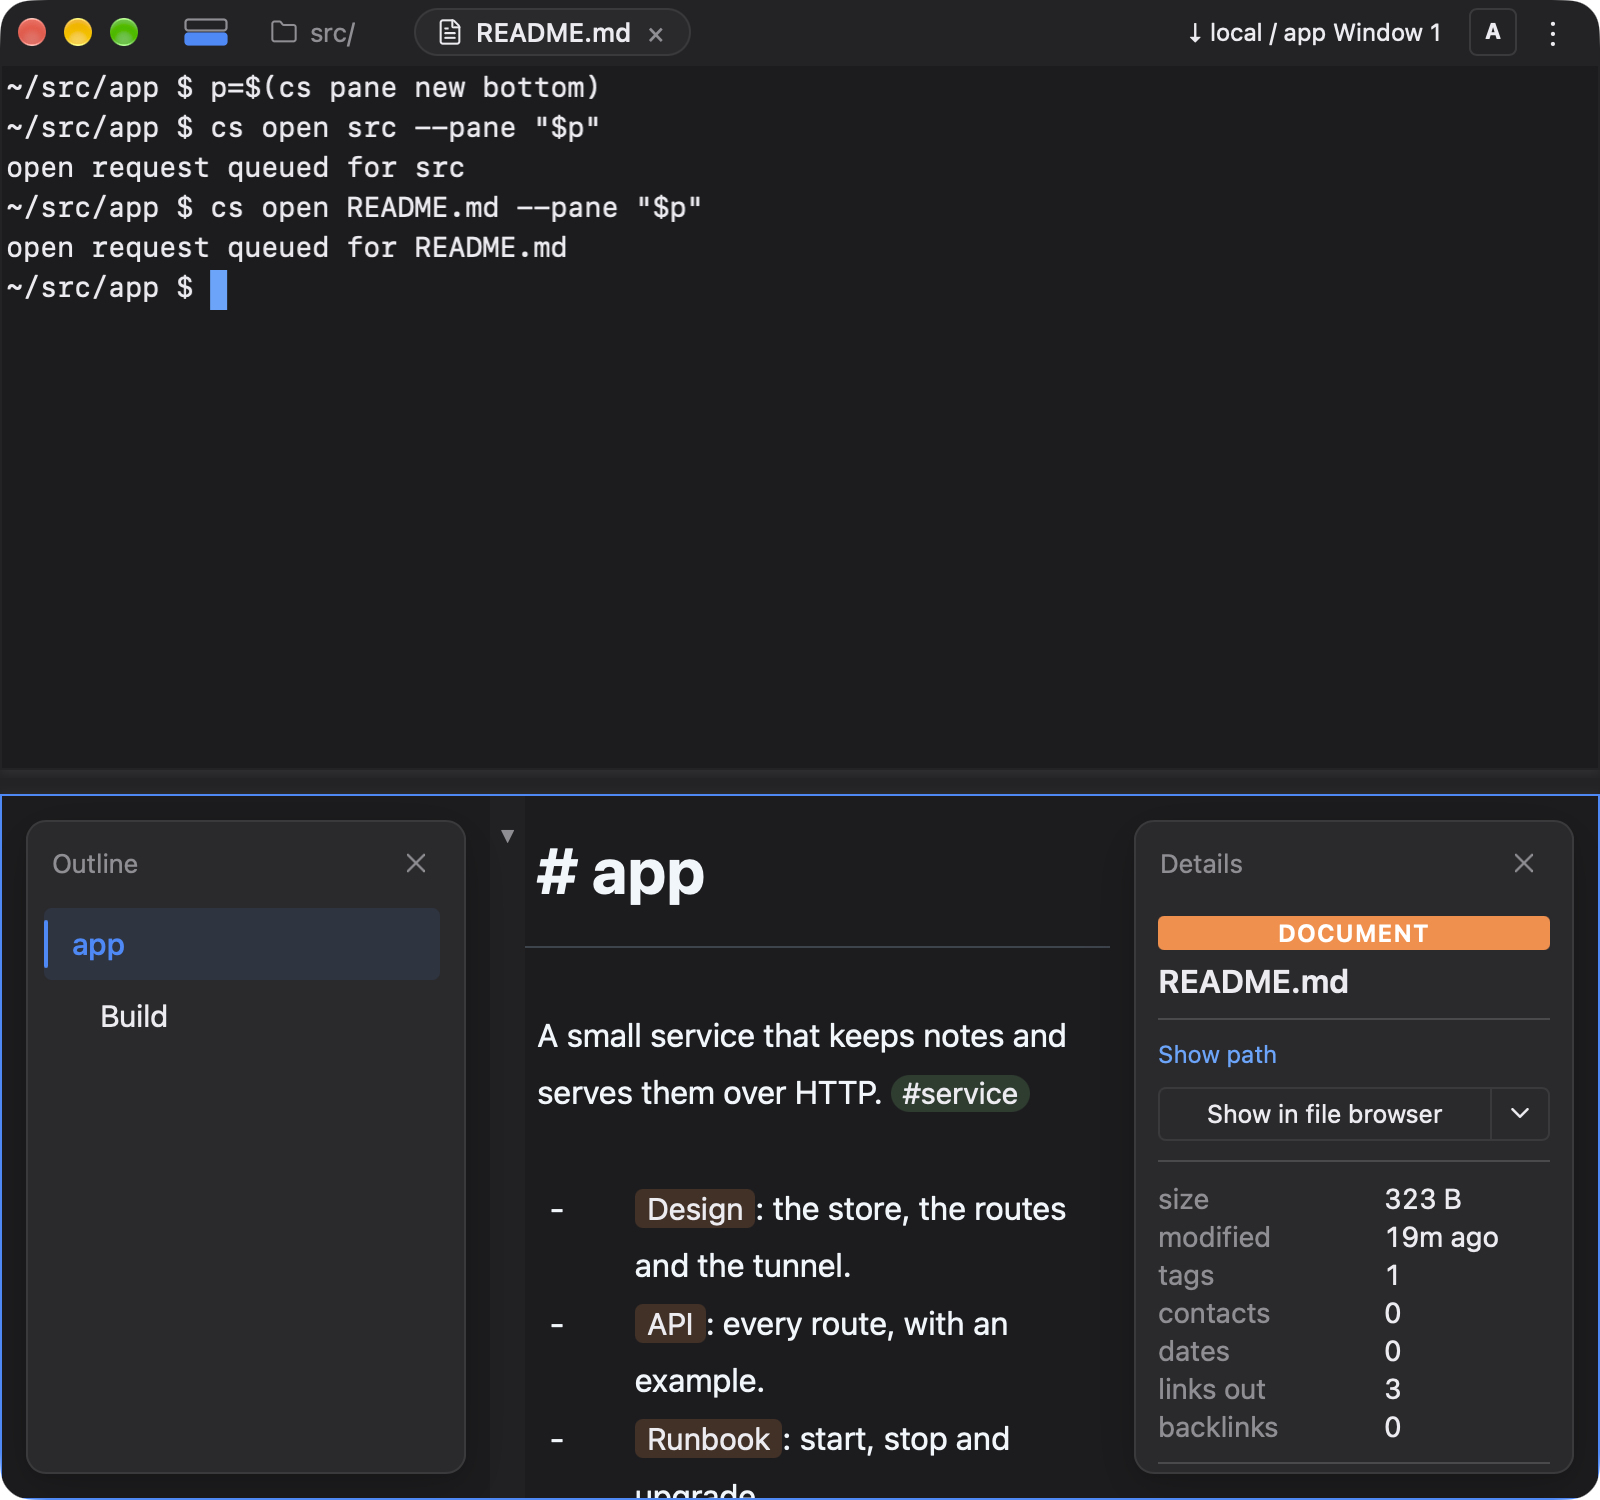 src/
README.md
↓ local / app Window 1
A
~/src/app $ p=$(cs pane new bottom)
~/src/app $ cs open src --pane "$p"
open request queued for src
~/src/app $ cs open README.md --pane "$p"
open request queued for README.md
~/src/app $
Outline
app
Build
# app
A small service that keeps notes and
serves them over HTTP. #service
- Design: the store, the routes
and the tunnel.
- API: every route, with an
example.
- Runbook: start, stop and
upgrade
Details
DOCUMENT
README.md
Show path
Show in file browser
size 323 B
modified 19m ago
tags 1
contacts 0
dates 0
links out 3
backlinks 0